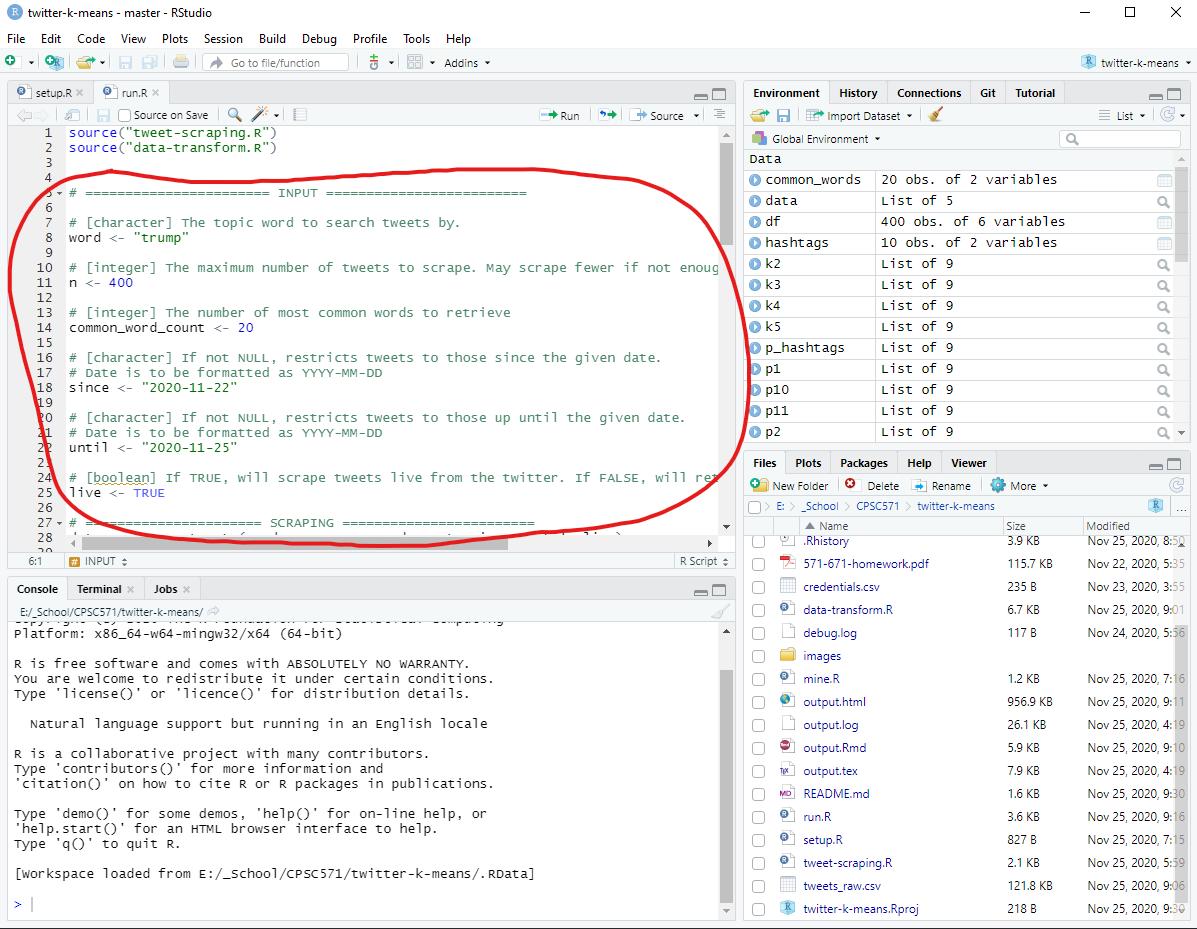 twitter-k-means - master - RStudio
File Edit Code View Plots Session Build Debug Profile Tools Help
Go to file/function Addins twitter-k-means
setup.R run.R
Source on Save Run Source
1 source("tweet-scraping.R")
2 source("data-transform.R")
3
4
5 # ======================= INPUT =========================
6
7 # [character] The topic word to search tweets by.
8 word <- "trump"
9
10 # [integer] The maximum number of tweets to scrape. May scrape fewer if not enoug
11 n <- 400
12
13 # [integer] The number of most common words to retrieve
14 common_word_count <- 20
15
16 # [character] If not NULL, restricts tweets to those since the given date.
17 # Date is to be formatted as YYYY-MM-DD
18 since <- "2020-11-22"
19
20 # [character] If not NULL, restricts tweets to those up until the given date.
21 # Date is to be formatted as YYYY-MM-DD
22 until <- "2020-11-25"
23
24 # [boolean] If TRUE, will scrape tweets live from the twitter. If FALSE, will ret
25 live <- TRUE
26
27 # ====================== SCRAPING ========================
28
29
6:1 INPUT R Script
Console Terminal Jobs
E:/_School/CPSC571/twitter-k-means/
Platform: x86_64-w64-mingw32/x64 (64-bit)
R is free software and comes with ABSOLUTELY NO WARRANTY.
You are welcome to redistribute it under certain conditions.
Type 'license()' or 'licence()' for distribution details.
Natural language support but running in an English locale
R is a collaborative project with many contributors.
Type 'contributors()' for more information and
'citation()' on how to cite R or R packages in publications.
Type 'demo()' for some demos, 'help()' for on-line help, or
'help.start()' for an HTML browser interface to help.
Type 'q()' to quit R.
[Workspace loaded from E:/_School/CPSC571/twitter-k-means/.RData]
>
Environment History Connections Git Tutorial
Import Dataset List
Global Environment
Data
common_words 20 obs. of 2 variables
data List of 5
df 400 obs. of 6 variables
hashtags 10 obs. of 2 variables
k2 List of 9
k3 List of 9
k4 List of 9
k5 List of 9
p_hashtags List of 9
p1 List of 9
p10 List of 9
p11 List of 9
p2 List of 9
Files Plots Packages Help Viewer
New Folder Delete Rename More
E: _School CPSC571 twitter-k-means ...
Name Size Modified
.Rhistory 3.9 KB Nov 25, 2020, 8:50
571-671-homework.pdf 115.7 KB Nov 22, 2020, 5:35
credentials.csv 235 B Nov 23, 2020, 3:55
data-transform.R 6.7 KB Nov 25, 2020, 9:01
debug.log 117 B Nov 24, 2020, 5:56
images
mine.R 1.2 KB Nov 25, 2020, 7:16
output.html 956.9 KB Nov 25, 2020, 9:11
output.log 26.1 KB Nov 25, 2020, 4:19
output.Rmd 5.9 KB Nov 25, 2020, 9:10
output.tex 7.9 KB Nov 25, 2020, 4:19
README.md 1.6 KB Nov 25, 2020, 9:30
run.R 3.6 KB Nov 25, 2020, 9:16
setup.R 827 B Nov 25, 2020, 7:15
tweet-scraping.R 2.1 KB Nov 25, 2020, 5:59
tweets_raw.csv 121.8 KB Nov 25, 2020, 9:06
twitter-k-means.Rproj 218 B Nov 25, 2020, 9:30